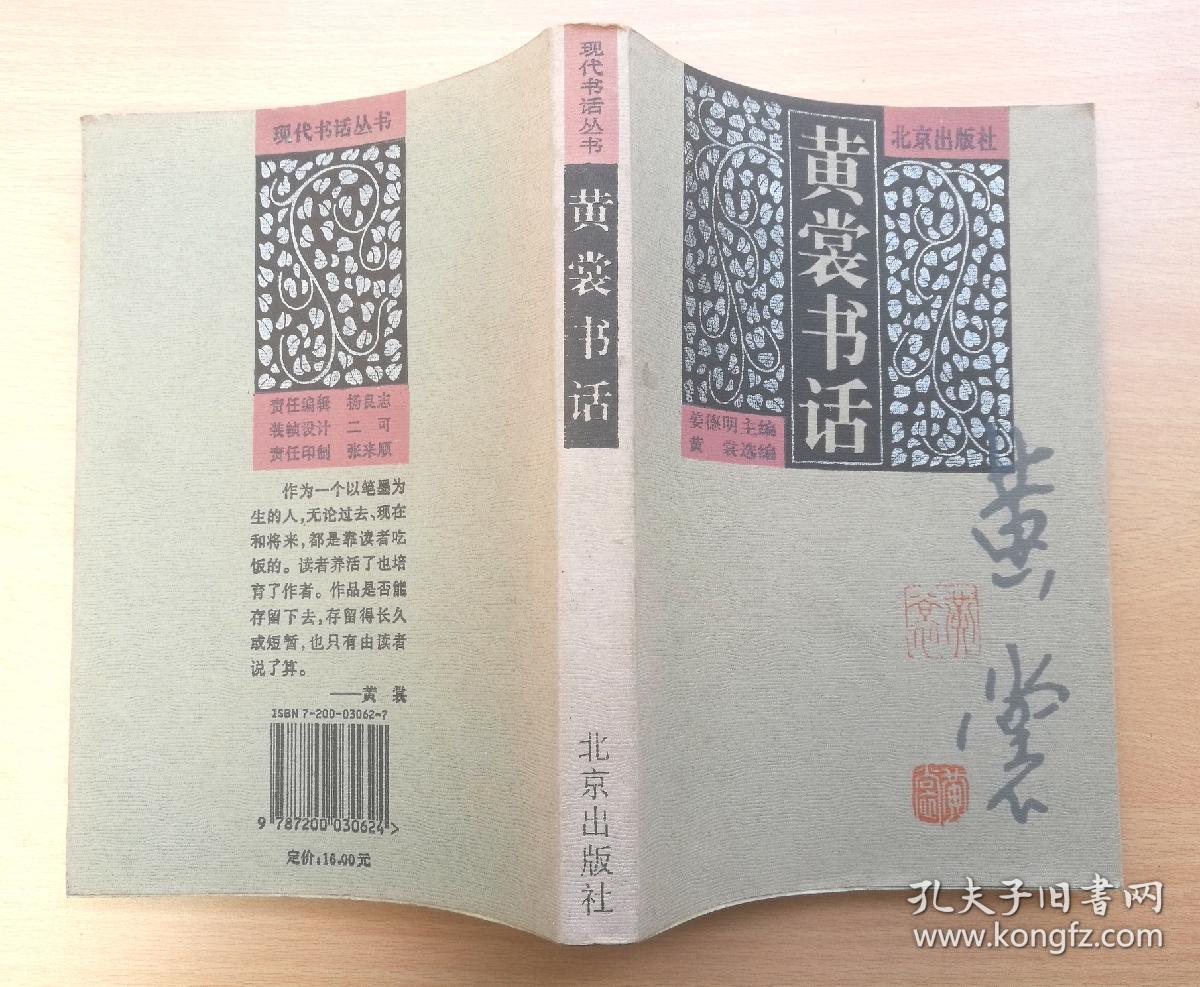 现代书话丛书
责任编辑 杨良志
装帧设计 二可
责任印制 张来顺
作为一个以笔墨为
生的人,无论过去、现在
和将来,都是靠读者吃
饭的。读者养活了也培
育了作者。作品是否能
存留下去,存留得长久
或短暂,也只有由读者
说了算。
——黄裳
ISBN 7-200-03062-7
9 787200 030624 >
定价:16.00元
现代书话丛书
黄裳书话
北京出版社
北京出版社
黄裳书话
姜德明主编
黄裳选编
黄裳
黄裳
孔夫子旧书网
www.kongfz.com